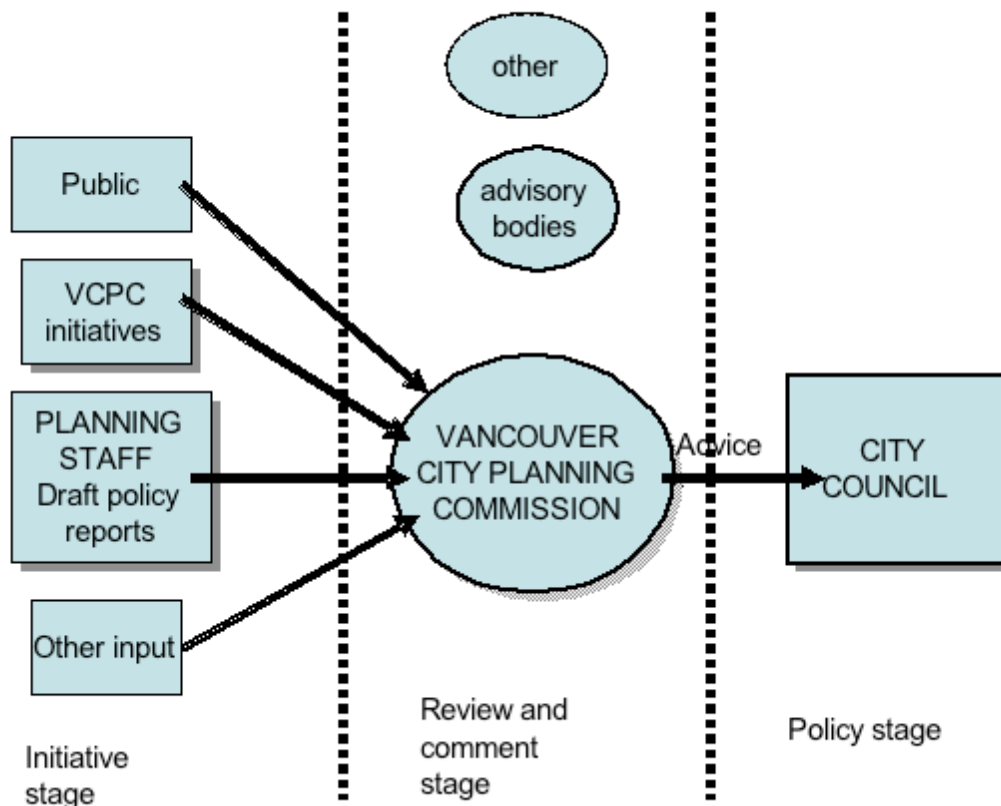 other
advisory
bodies
Public
VCPC
initiatives
PLANNING
STAFF
Draft policy
reports
Other input
VANCOUVER
CITY PLANNING
COMMISSION
Advice
CITY
COUNCIL
Initiative
stage
Review and
comment
stage
Policy stage